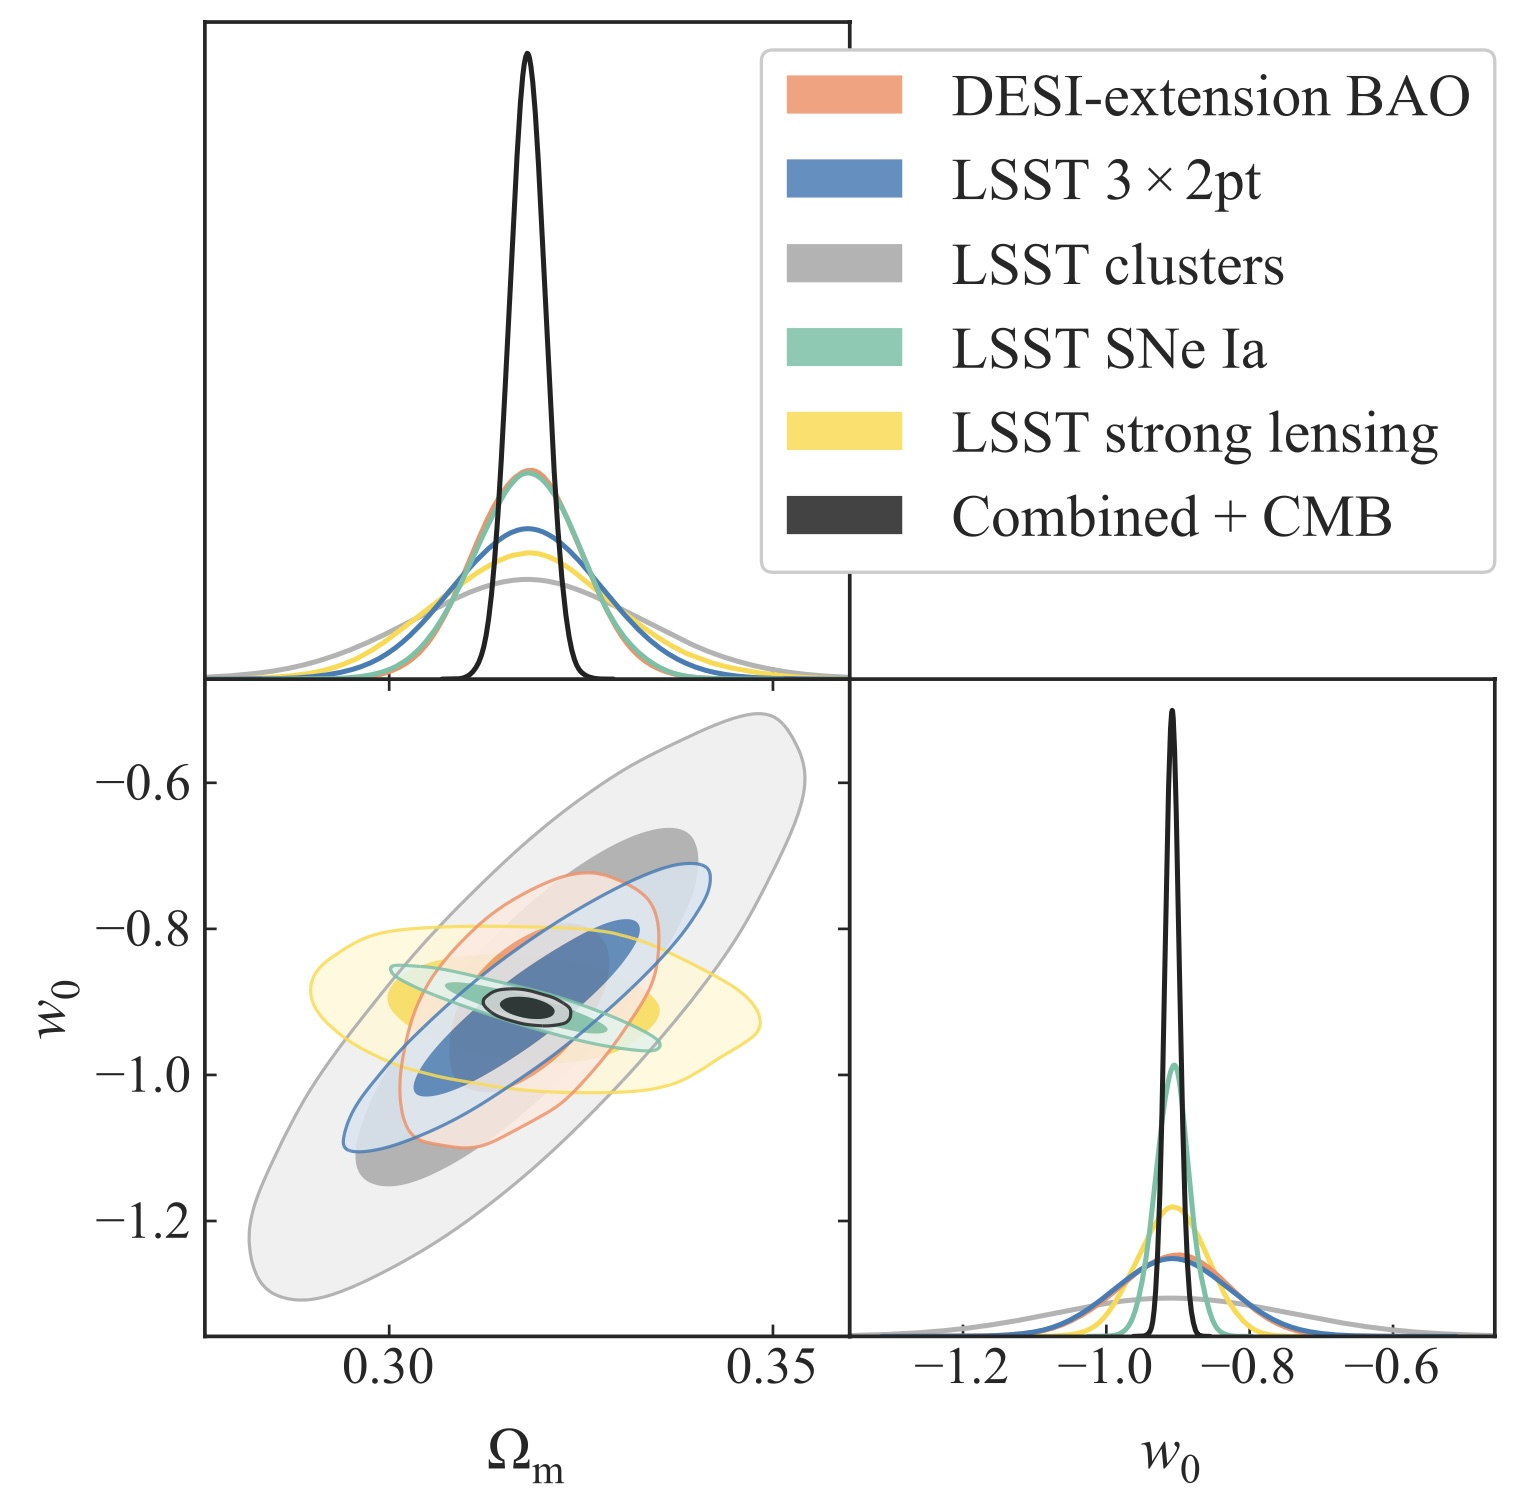 DESI-extension BAO
LSST 3 × 2pt
LSST clusters
LSST SNe Ia
LSST strong lensing
Combined + CMB
−0.6
−0.8
−1.0
−1.2
w₀
0.30 0.35 −1.2 −1.0 −0.8 −0.6
Ωₘ w₀